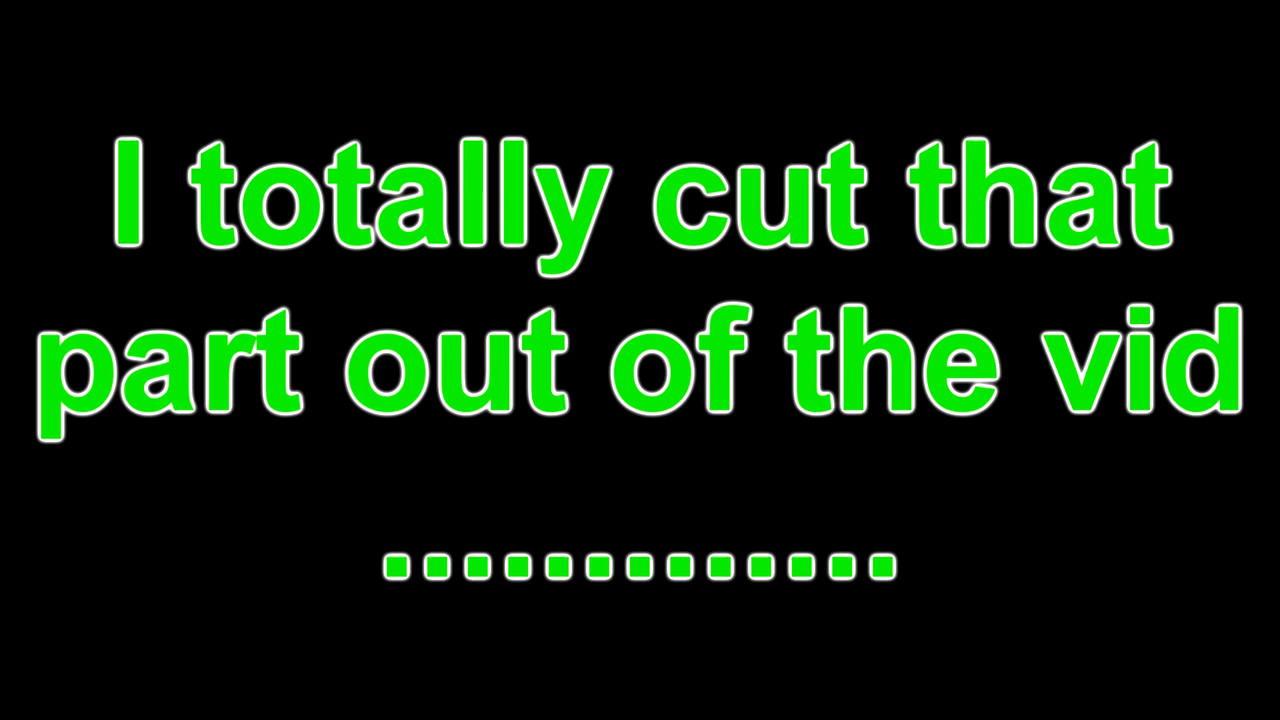 I totally cut that
part out of the vid
.............